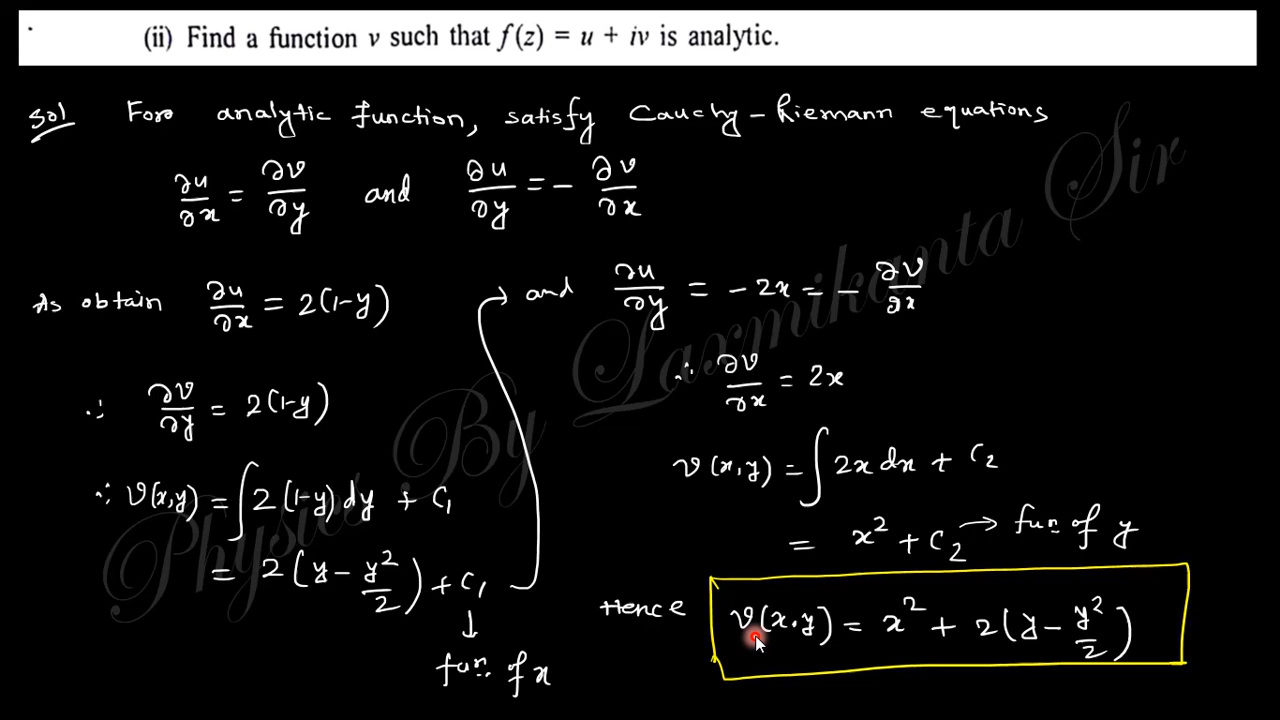 (ii) Find a function v such that f(z) = u + iv is analytic.
Sol For analytic function, satisfy Cauchy - Riemann equations
∂u/∂x = ∂v/∂y and ∂u/∂y = - ∂v/∂x
As obtain ∂u/∂x = 2(1-y)
∴ ∂v/∂y = 2(1-y)
∴ v(x,y) = ∫ 2(1-y) dy + C₁
= 2(y - y²/2) + C₁
↓
fun. of x
→ and ∂u/∂y = - 2x = - ∂v/∂x
∴ ∂v/∂x = 2x
v(x,y) = ∫ 2x dx + C₂
= x² + C₂ → fun. of y
Hence v(x,y) = x² + 2(y - y²/2)
Physics By Laxmikanta Sir